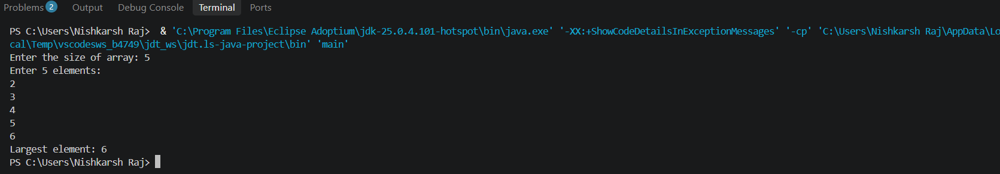 Problems 2 Output Debug Console Terminal Ports
PS C:\Users\Nishkarsh Raj>  & 'C:\Program Files\Eclipse Adoptium\jdk-25.0.4.101-hotspot\bin\java.exe' '-XX:+ShowCodeDetailsInExceptionMessages' '-cp' 'C:\Users\Nishkarsh Raj\AppData\Lo
cal\Temp\vscodesws_b4749\jdt_ws\jdt.ls-java-project\bin' 'main'
Enter the size of array: 5
Enter 5 elements:
2
3
4
5
6
Largest element: 6
PS C:\Users\Nishkarsh Raj>